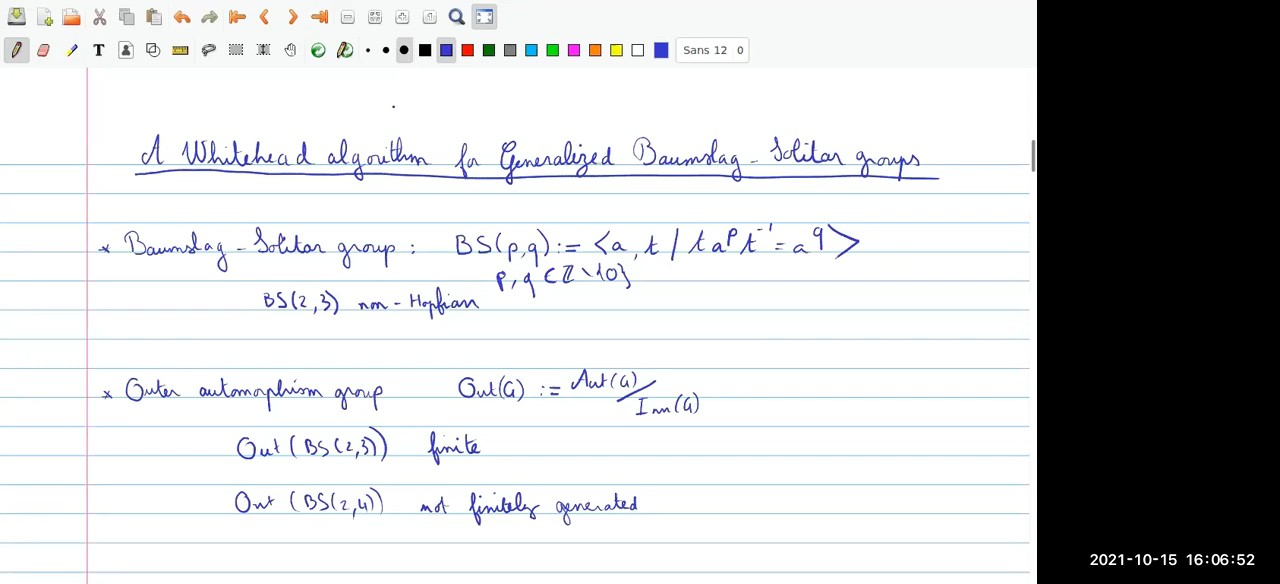 Sans 12 0
A Whitehead algorithm for Generalized Baumslag-Solitar groups
* Baumslag-Solitar group : BS(p,q) := <a, t / t a^p t^-1 = a^q>
p, q ∈ ℤ\{0}
BS(2,3) non-Hopfian
* Outer automorphism group Out(G) := Aut(G)/Inn(G)
Out(BS(2,3)) finite
Out(BS(2,4)) not finitely generated
2021-10-15 16:06:52